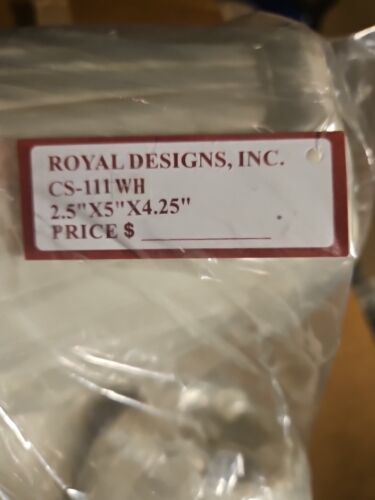 ROYAL DESIGNS, INC.
CS-111 WH
2.5"X5"X4.25"
PRICE $